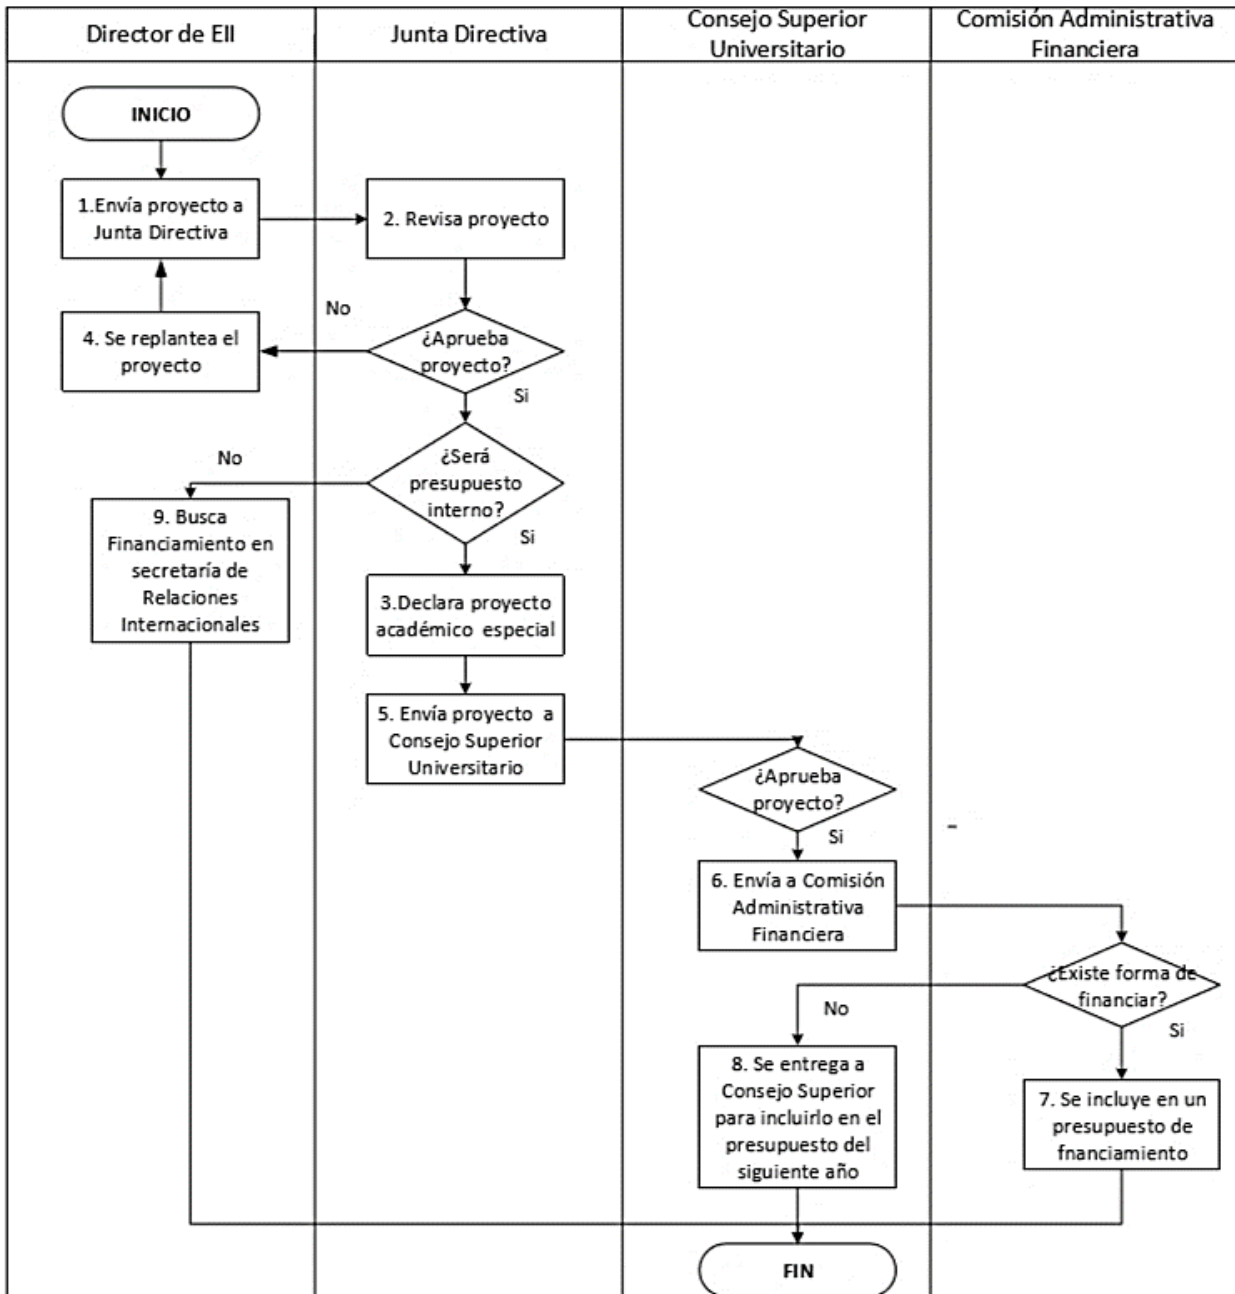 Director de EII
Junta Directiva
Consejo Superior
Universitario
Comisión Administrativa
Financiera
INICIO
1.Envía proyecto a
Junta Directiva
2. Revisa proyecto
No
4. Se replantea el
proyecto
¿Aprueba
proyecto?
Si
No
¿Será
presupuesto
interno?
Si
9. Busca
Financiamiento en
secretaría de
Relaciones
Internacionales
3.Declara proyecto
académico especial
5. Envía proyecto a
Consejo Superior
Universitario
¿Aprueba
proyecto?
Si
6. Envía a Comisión
Administrativa
Financiera
¿Existe forma de
financiar?
No
Si
8. Se entrega a
Consejo Superior
para incluirlo en el
presupuesto del
siguiente año
7. Se incluye en un
presupuesto de
fnanciamiento
FIN